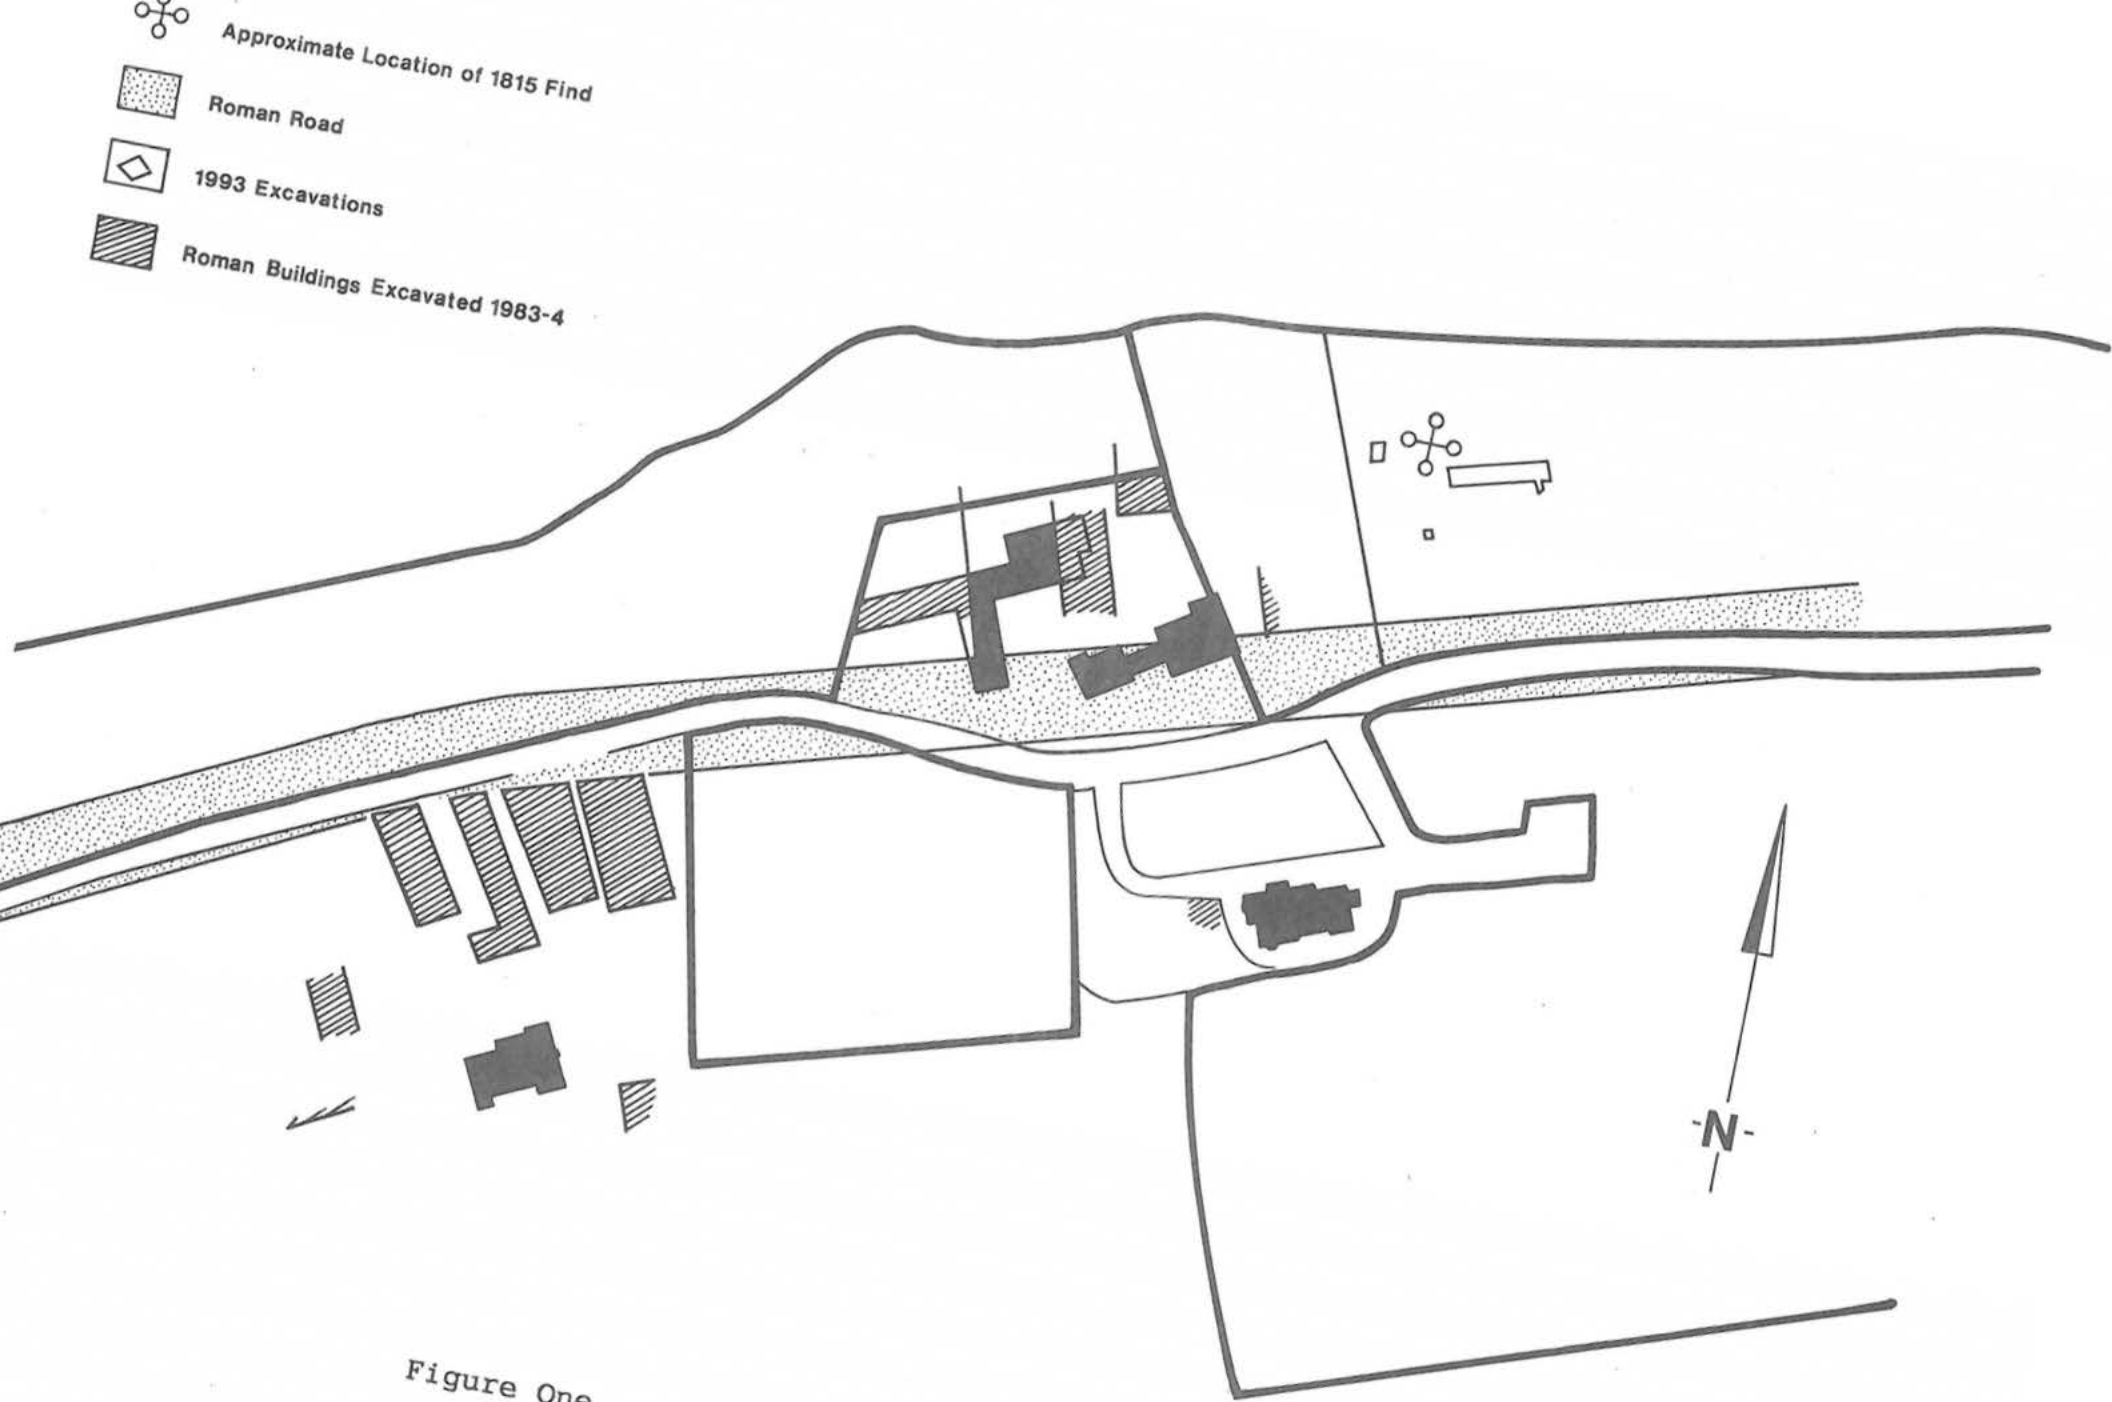 Approximate Location of 1815 Find
Roman Road
1993 Excavations
Roman Buildings Excavated 1983-4
-N-
Figure One